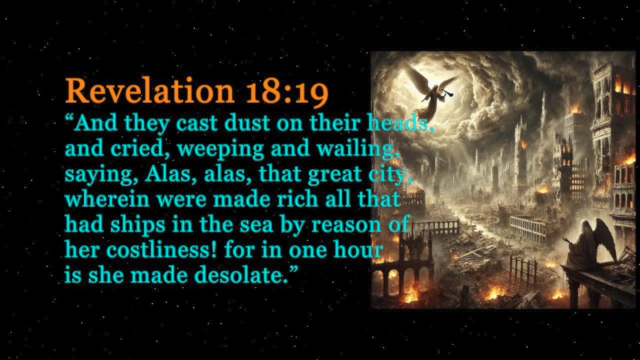 Revelation 18:19
“And they cast dust on their heads,
and cried, weeping and wailing,
saying, Alas, alas, that great city,
wherein were made rich all that
had ships in the sea by reason of
her costliness! for in one hour
is she made desolate.”